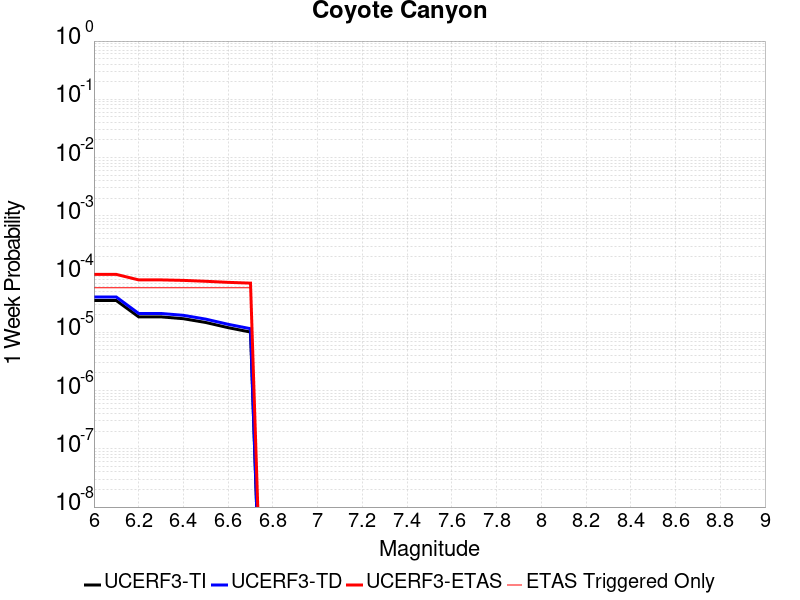 Coyote Canyon
10^0
10^-1
10^-2
10^-3
10^-4
10^-5
10^-6
10^-7
10^-8
1 Week Probability
6 6.2 6.4 6.6 6.8 7 7.2 7.4 7.6 7.8 8 8.2 8.4 8.6 8.8 9
Magnitude
UCERF3-TI UCERF3-TD UCERF3-ETAS ETAS Triggered Only